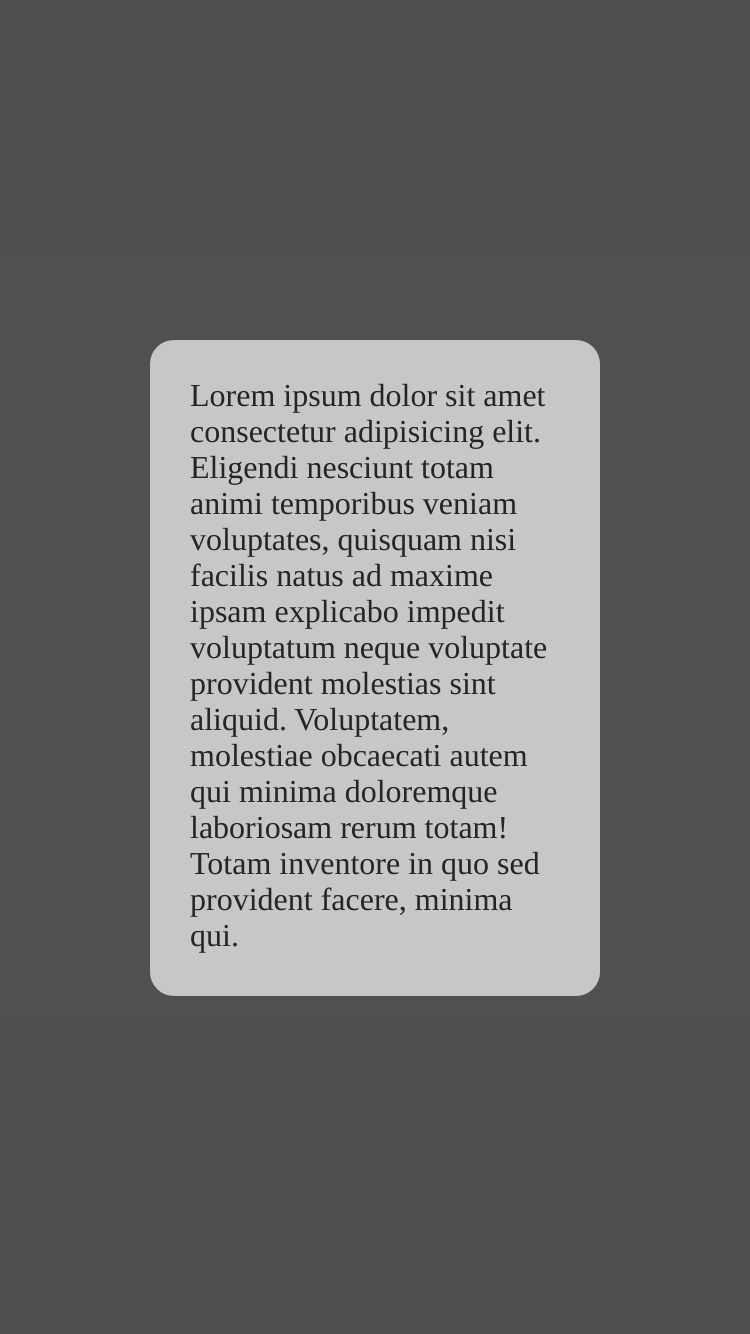 Lorem ipsum dolor sit amet
consectetur adipisicing elit.
Eligendi nesciunt totam
animi temporibus veniam
voluptates, quisquam nisi
facilis natus ad maxime
ipsam explicabo impedit
voluptatum neque voluptate
provident molestias sint
aliquid. Voluptatem,
molestiae obcaecati autem
qui minima doloremque
laboriosam rerum totam!
Totam inventore in quo sed
provident facere, minima
qui.